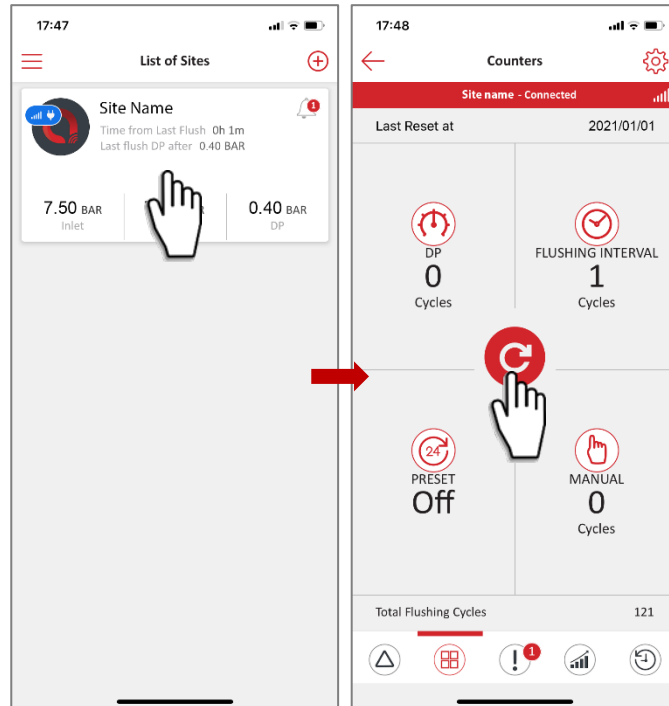 17:47
List of Sites
1
Site Name
Time from Last Flush 0h 1m
Last flush DP after 0.40 BAR
7.50 BAR
0.40 BAR
Inlet
DP
17:48
Counters
Site name - Connected
Last Reset at 2021/01/01
DP
0
Cycles
FLUSHING INTERVAL
1
Cycles
24
PRESET
Off
MANUAL
0
Cycles
Total Flushing Cycles 121
1